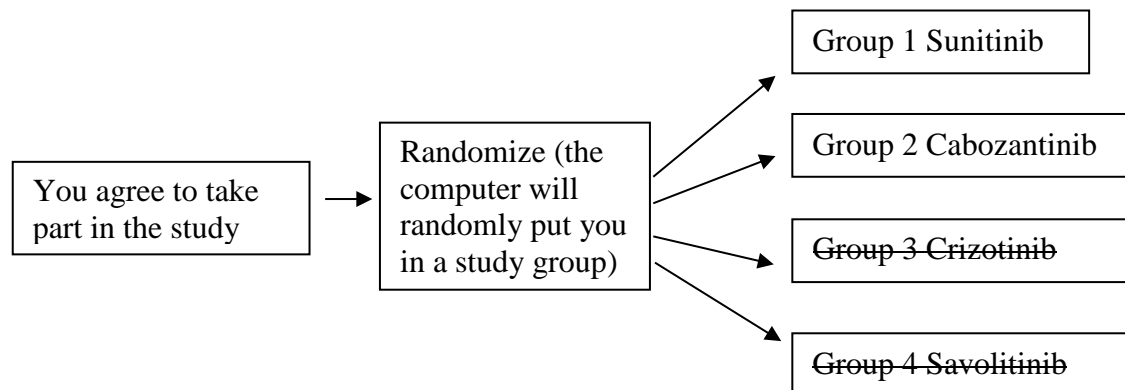 You agree to take
part in the study
Randomize (the
computer will
randomly put you
in a study group)
Group 1 Sunitinib
Group 2 Cabozantinib
Group 3 Crizotinib
Group 4 Savolitinib